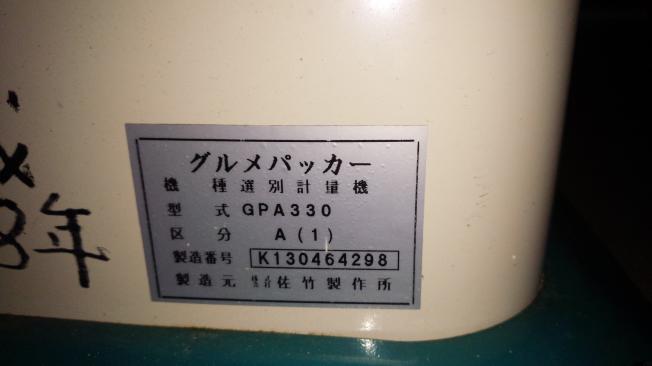 グルメパッカー
機種選別計量機
型式 GPA330
区分 A(1)
製造番号 K130464298
製造元 株式会社佐竹製作所
8年